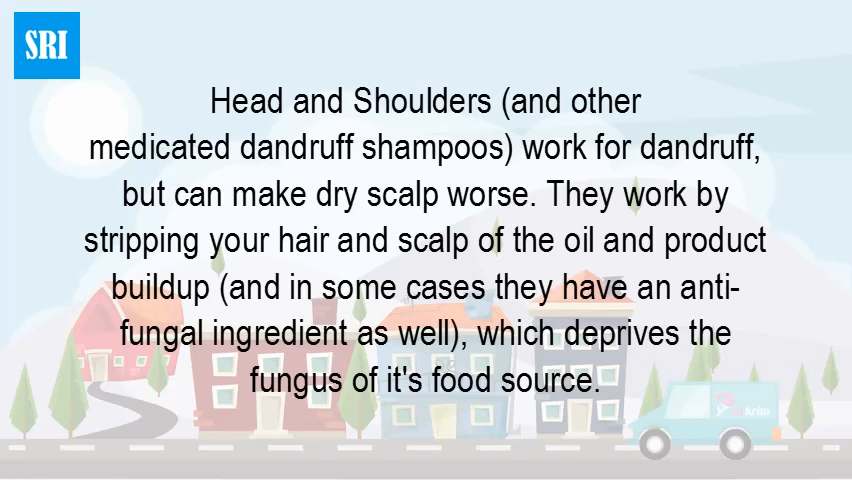 SRI
Head and Shoulders (and other
medicated dandruff shampoos) work for dandruff,
but can make dry scalp worse. They work by
stripping your hair and scalp of the oil and product
buildup (and in some cases they have an anti-
fungal ingredient as well), which deprives the
fungus of it's food source.
krim